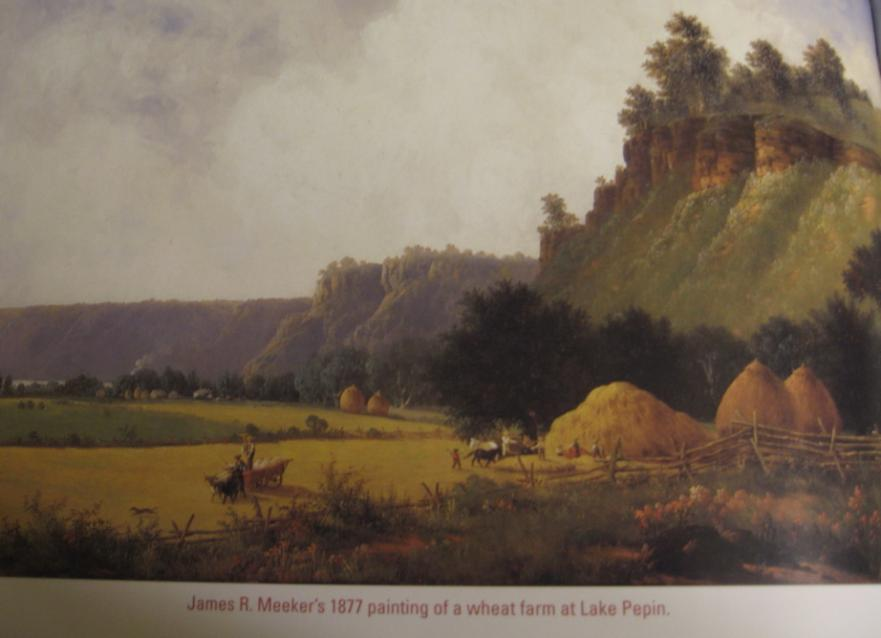 James R. Meeker's 1877 painting of a wheat farm at Lake Pepin.